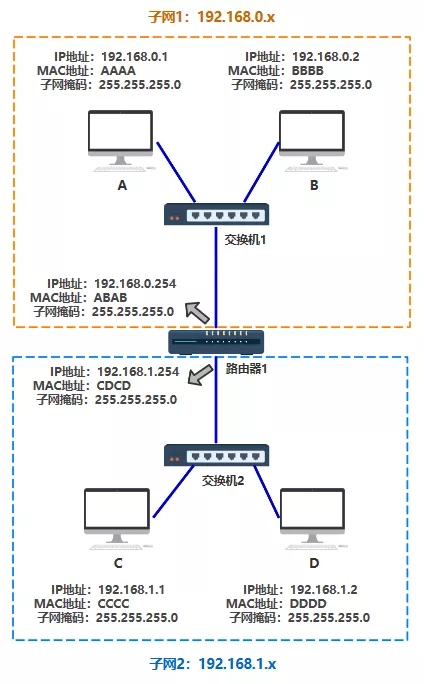 子网1：192.168.0.x
IP地址：192.168.0.1
MAC地址：AAAA
子网掩码：255.255.255.0
IP地址：192.168.0.2
MAC地址：BBBB
子网掩码：255.255.255.0
A
B
交换机1
IP地址：192.168.0.254
MAC地址：ABAB
子网掩码：255.255.255.0
路由器1
IP地址：192.168.1.254
MAC地址：CDCD
子网掩码：255.255.255.0
交换机2
C
D
IP地址：192.168.1.1
MAC地址：CCCC
子网掩码：255.255.255.0
IP地址：192.168.1.2
MAC地址：DDDD
子网掩码：255.255.255.0
子网2：192.168.1.x